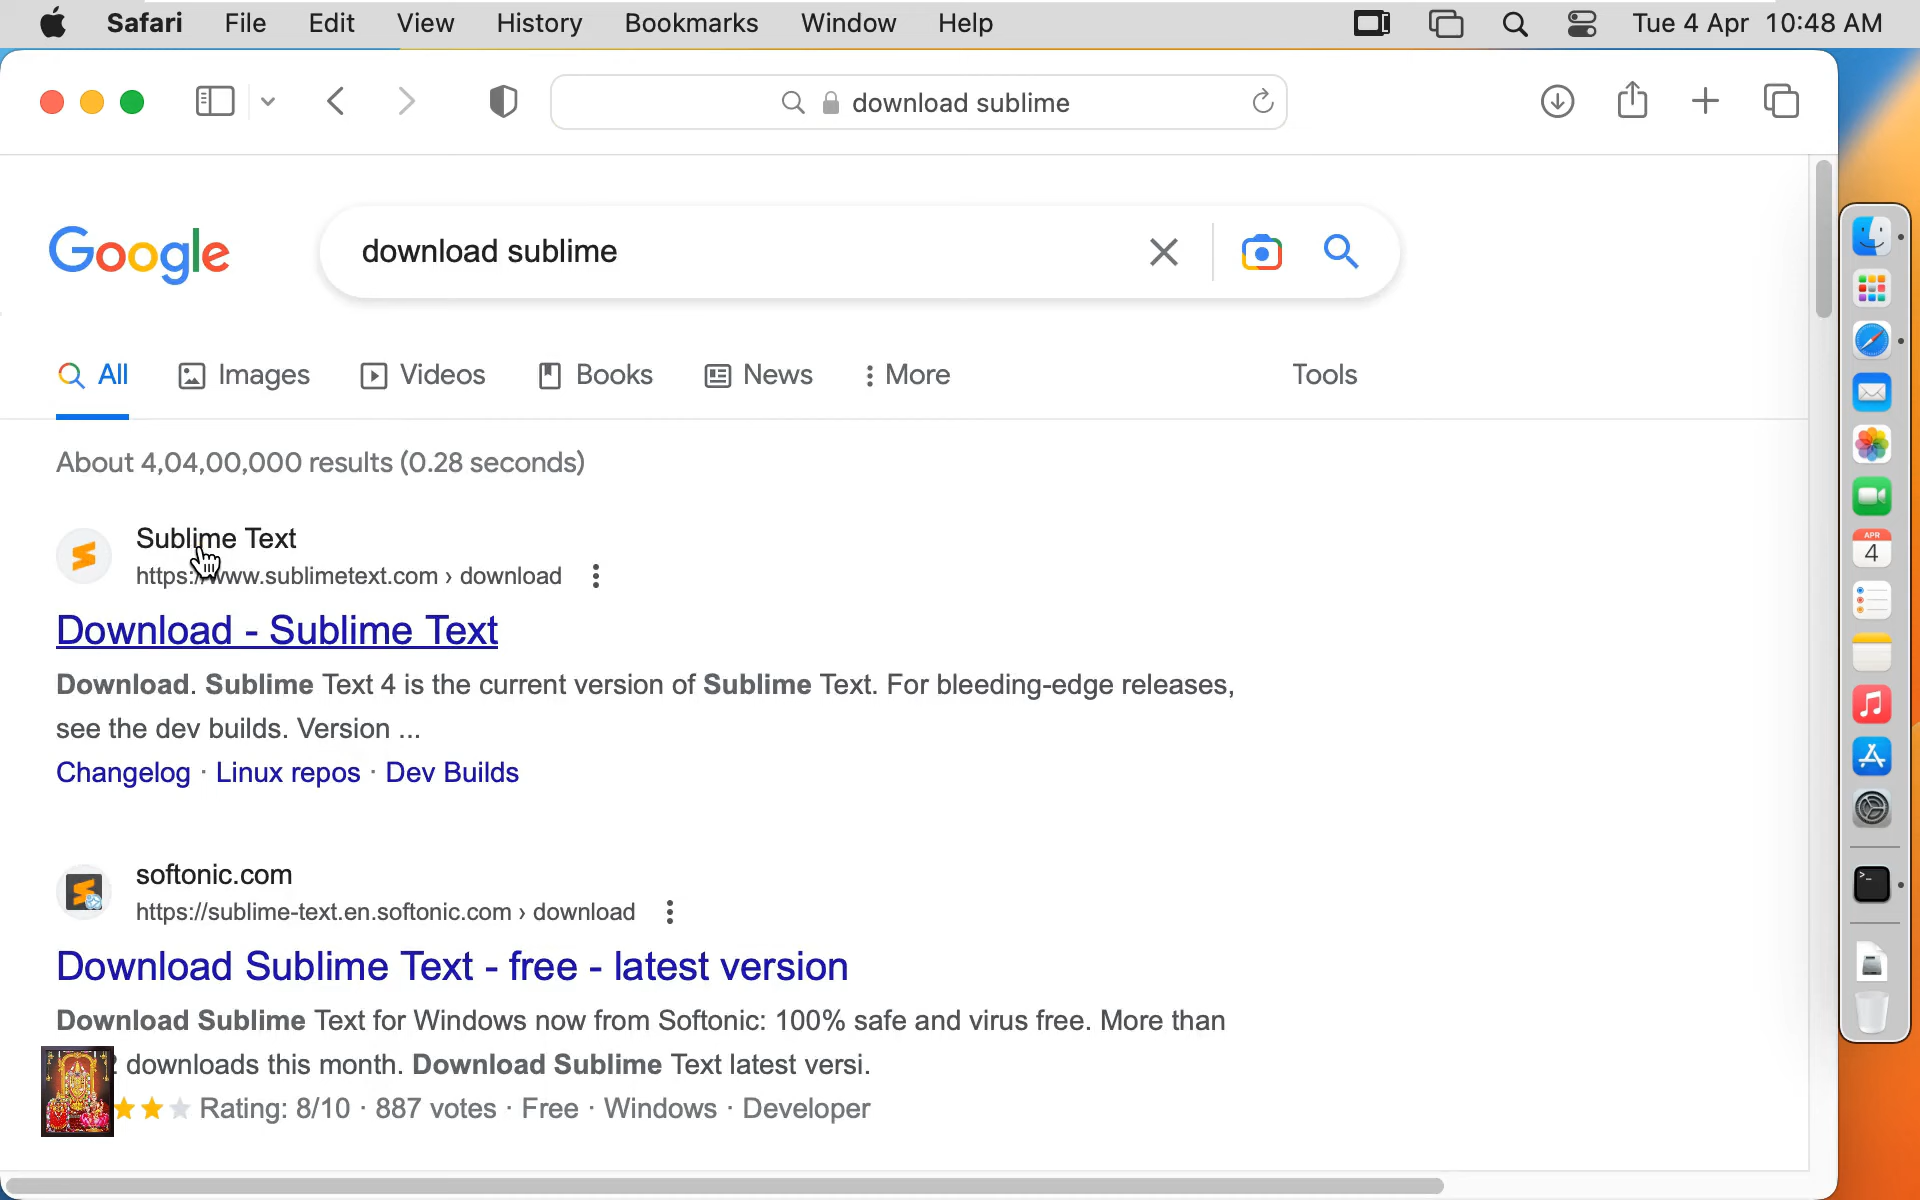 Safari File Edit View History Bookmarks Window Help Tue 4 Apr 10:48 AM
download sublime
Google download sublime
All Images Videos Books News More Tools
About 4,04,00,000 results (0.28 seconds)
Sublime Text
https://www.sublimetext.com › download
Download - Sublime Text
Download. Sublime Text 4 is the current version of Sublime Text. For bleeding-edge releases,
see the dev builds. Version ...
Changelog · Linux repos · Dev Builds
softonic.com
https://sublime-text.en.softonic.com › download
Download Sublime Text - free - latest version
Download Sublime Text for Windows now from Softonic: 100% safe and virus free. More than
downloads this month. Download Sublime Text latest versi.
Rating: 8/10 · 887 votes · Free · Windows · Developer
APR
4